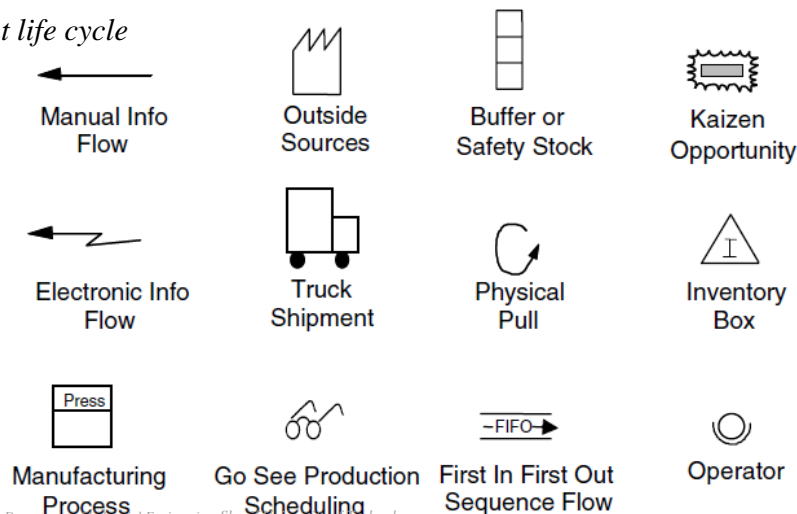 t life cycle
Manual Info
Flow
Outside
Sources
Buffer or
Safety Stock
Kaizen
Opportunity
Electronic Info
Flow
Truck
Shipment
Physical
Pull
I
Inventory
Box
Press
Manufacturing
Process
Go See Production
Scheduling
FIFO
First In First Out
Sequence Flow
Operator